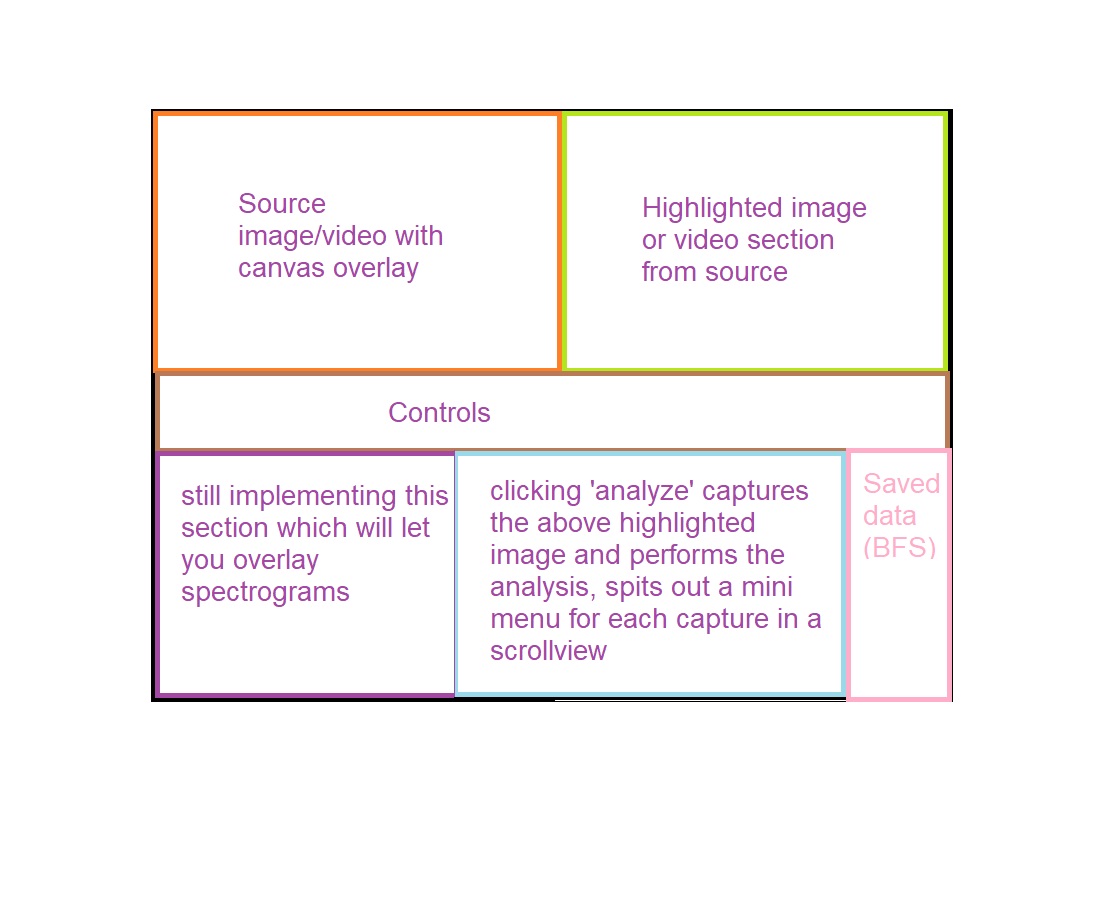 Source
image/video with
canvas overlay
Highlighted image
or video section
from source
Controls
still implementing this
section which will let
you overlay
spectrograms
clicking 'analyze' captures
the above highlighted
image and performs the
analysis, spits out a mini
menu for each capture in a
scrollview
Saved
data
(BFS)